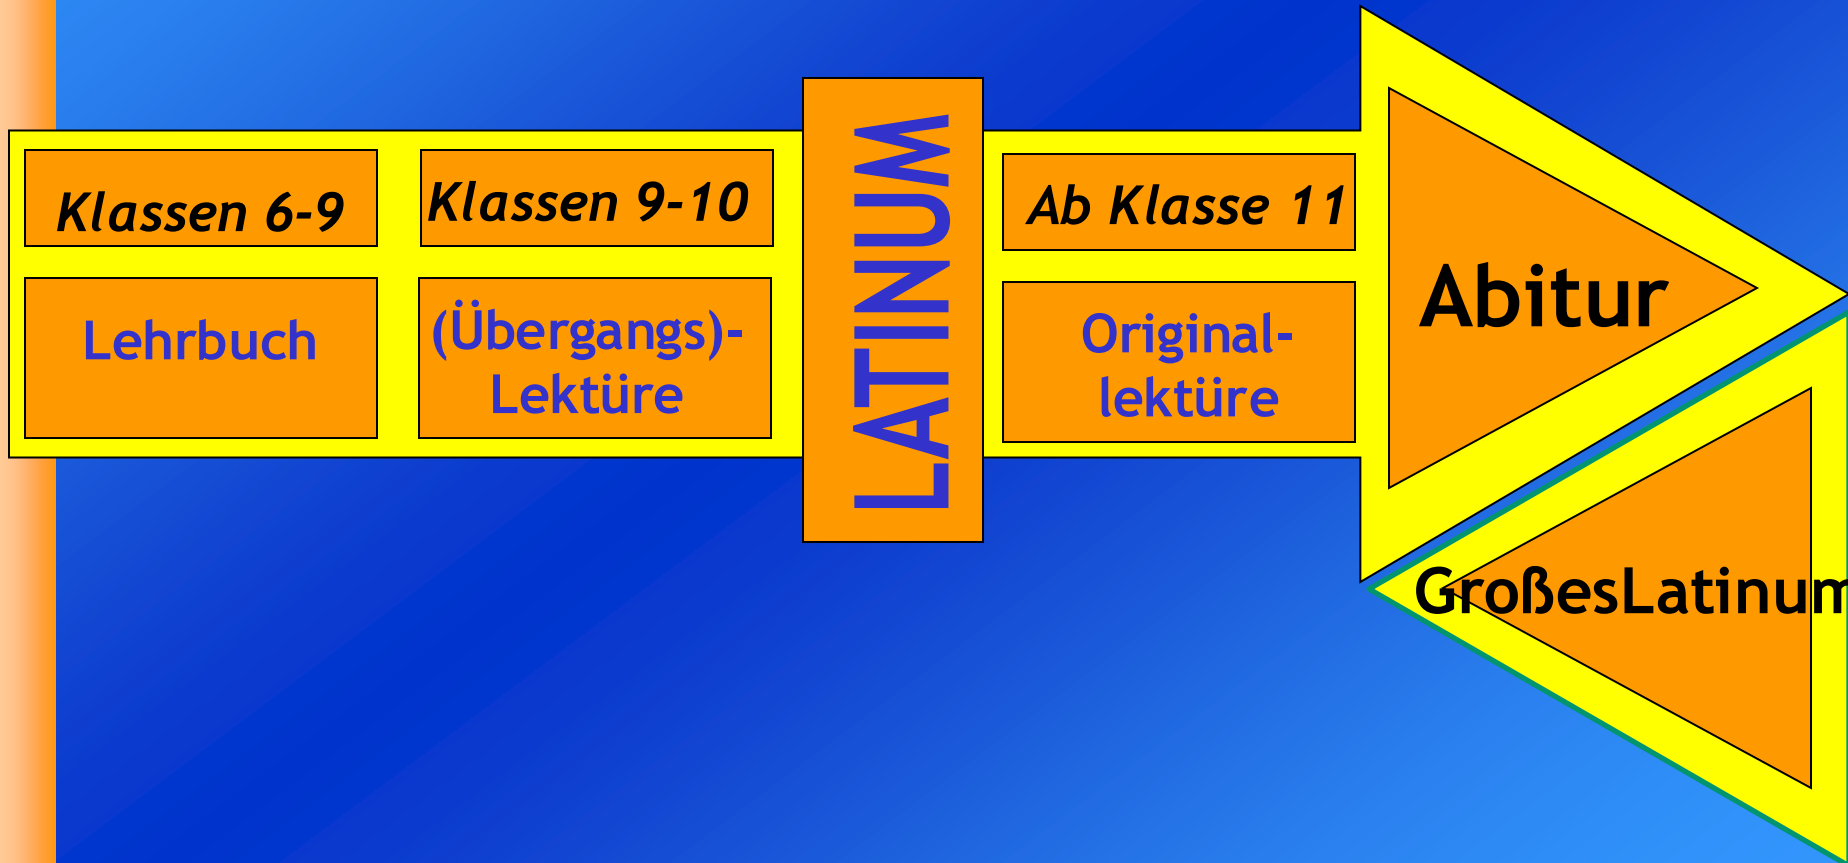 Klassen 6-9
Lehrbuch
Klassen 9-10
(Übergangs)-
Lektüre
LATINUM
Ab Klasse 11
Original-
lektüre
Abitur
GroßesLatinum